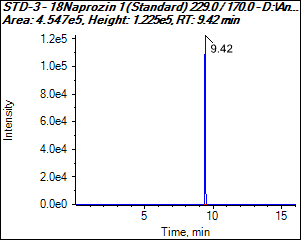 STD-3 - 18Naprozin 1 (Standard) 229.0 / 170.0 - D:\An...
Area: 4.547e5, Height: 1.225e5, RT: 9.42 min
1.2e5
1.0e5
8.0e4
6.0e4
4.0e4
2.0e4
0.0e0
Intensity
9.42
5
10
15
Time, min